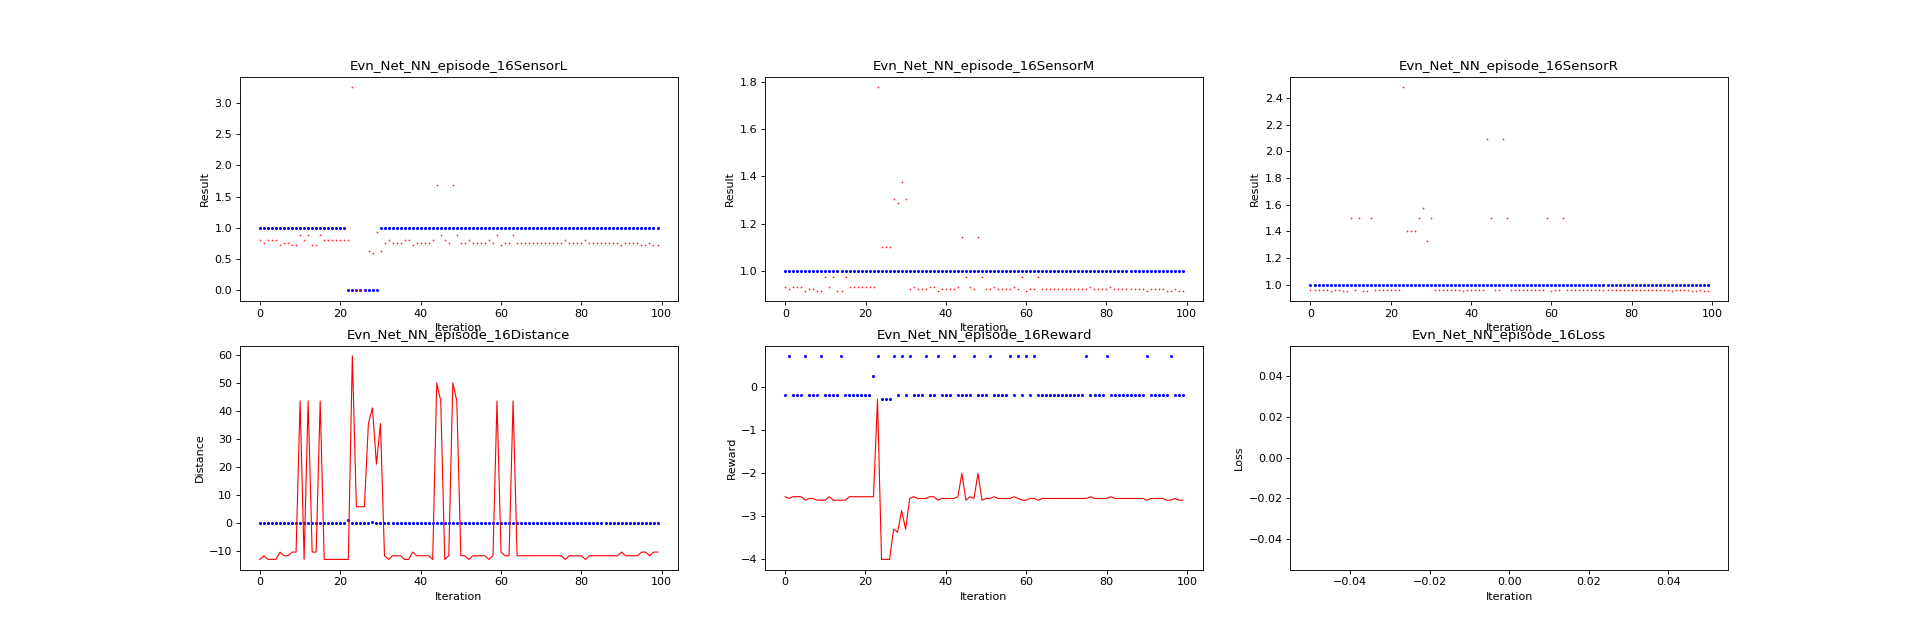 Evn_Net_NN_episode_16SensorL
Evn_Net_NN_episode_16SensorM
Evn_Net_NN_episode_16SensorR
3.0
2.5
2.0
1.5
1.0
0.5
0.0
Result
0 20 40 60 80 100
Iteration
1.8
1.6
1.4
1.2
1.0
Result
0 20 40 60 80 100
Iteration
2.4
2.2
2.0
1.8
1.6
1.4
1.2
1.0
Result
0 20 40 60 80 100
Iteration
Evn_Net_NN_episode_16Distance
Evn_Net_NN_episode_16Reward
Evn_Net_NN_episode_16Loss
60
50
40
30
20
10
0
−10
Distance
0 20 40 60 80 100
Iteration
0
−1
−2
−3
−4
Reward
0 20 40 60 80 100
Iteration
0.04
0.02
0.00
−0.02
−0.04
Loss
−0.04 −0.02 0.00 0.02 0.04
Iteration